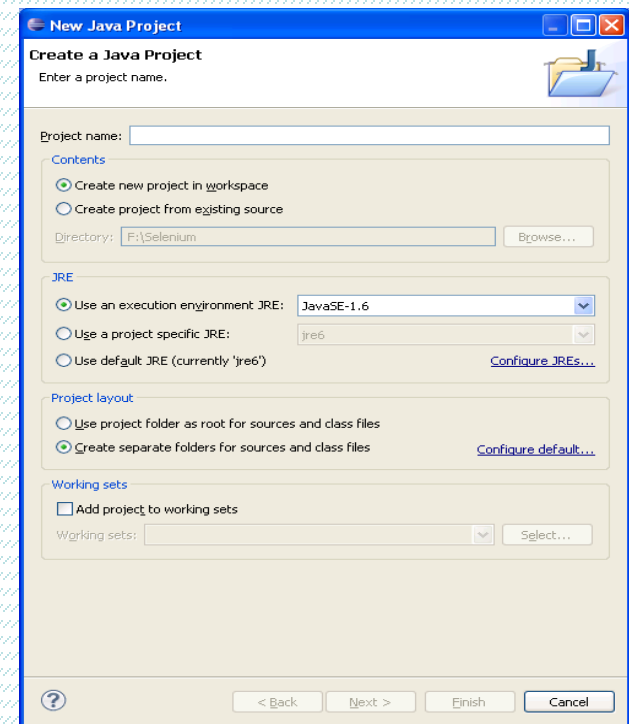 New Java Project
Create a Java Project
Enter a project name.
Project name:
Contents
Create new project in workspace
Create project from existing source
Directory: F:\Selenium Browse...
JRE
Use an execution environment JRE: JavaSE-1.6
Use a project specific JRE: jre6
Use default JRE (currently 'jre6') Configure JREs...
Project layout
Use project folder as root for sources and class files
Create separate folders for sources and class files Configure default...
Working sets
Add project to working sets
Working sets: Select...
? < Back Next > Finish Cancel